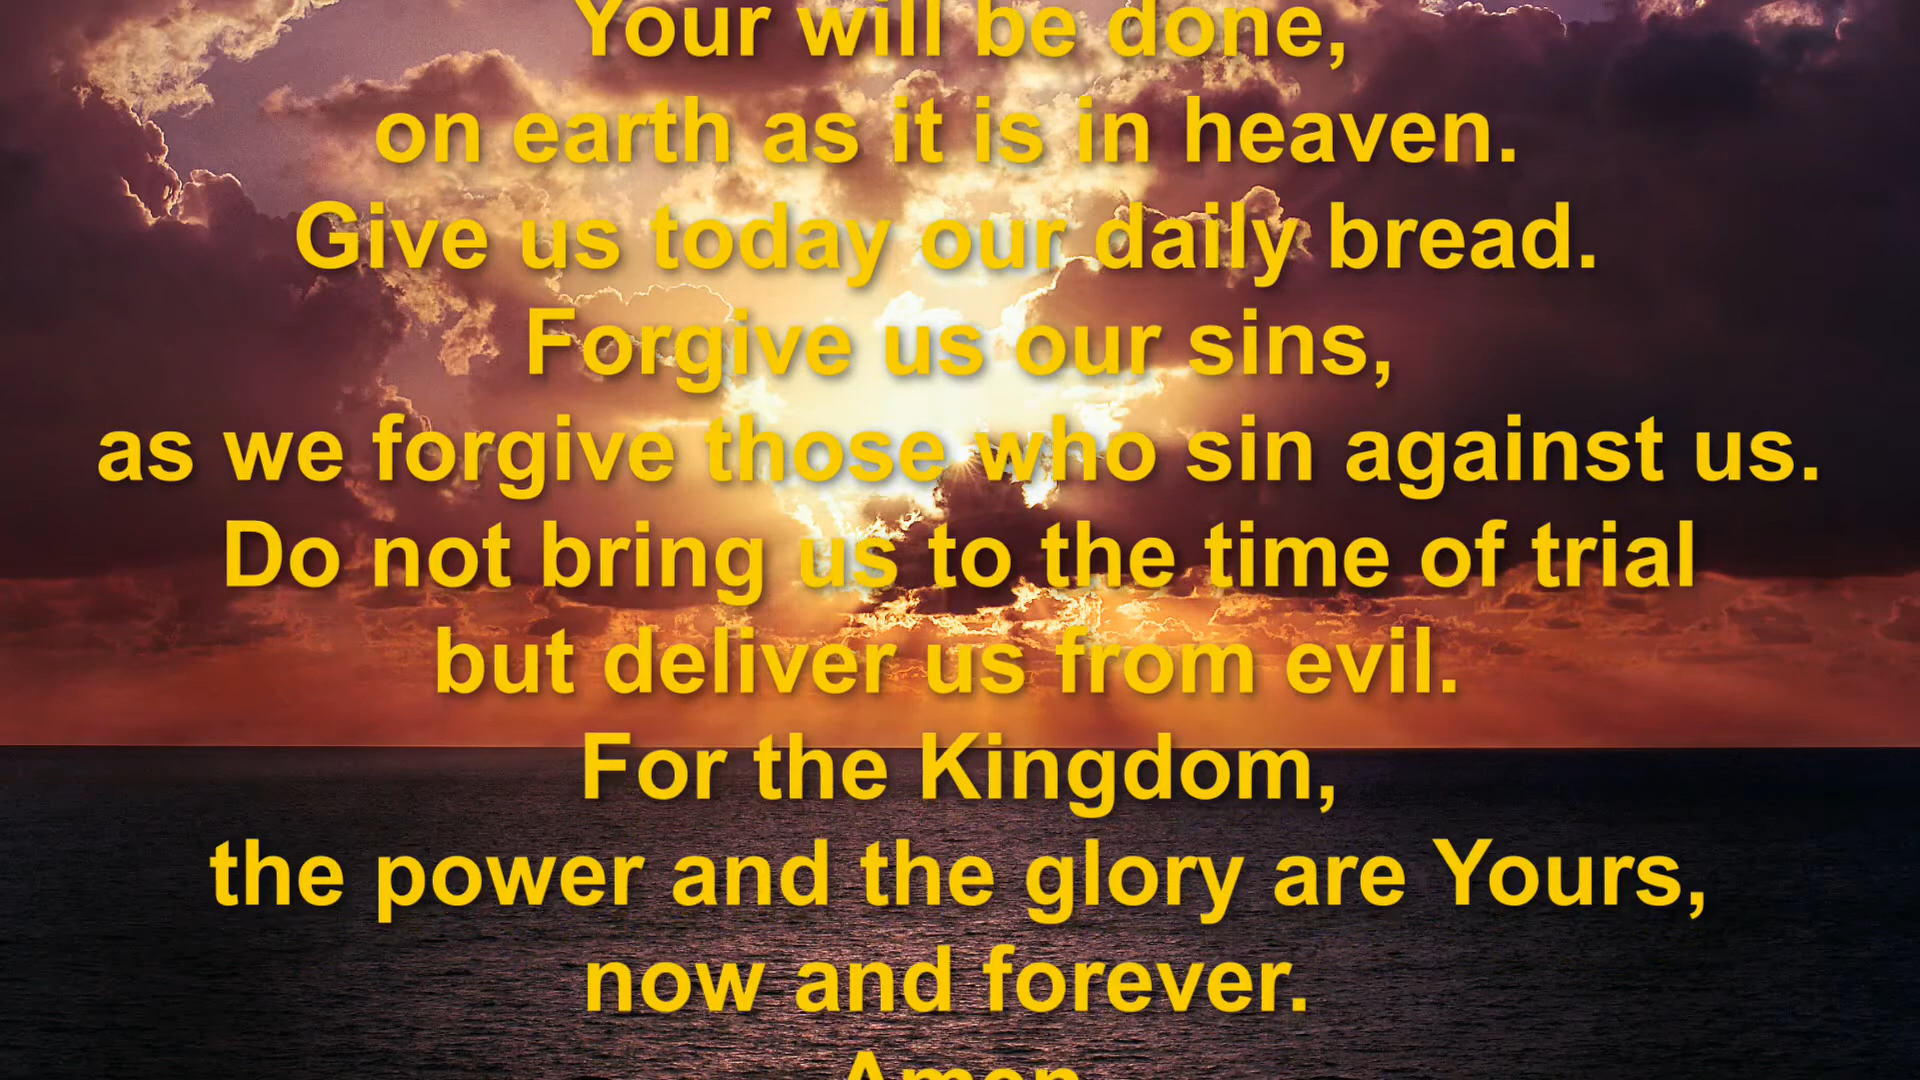 Your will be done,
on earth as it is in heaven.
Give us today our daily bread.
Forgive us our sins,
as we forgive those who sin against us.
Do not bring us to the time of trial
but deliver us from evil.
For the Kingdom,
the power and the glory are Yours,
now and forever.
Amen